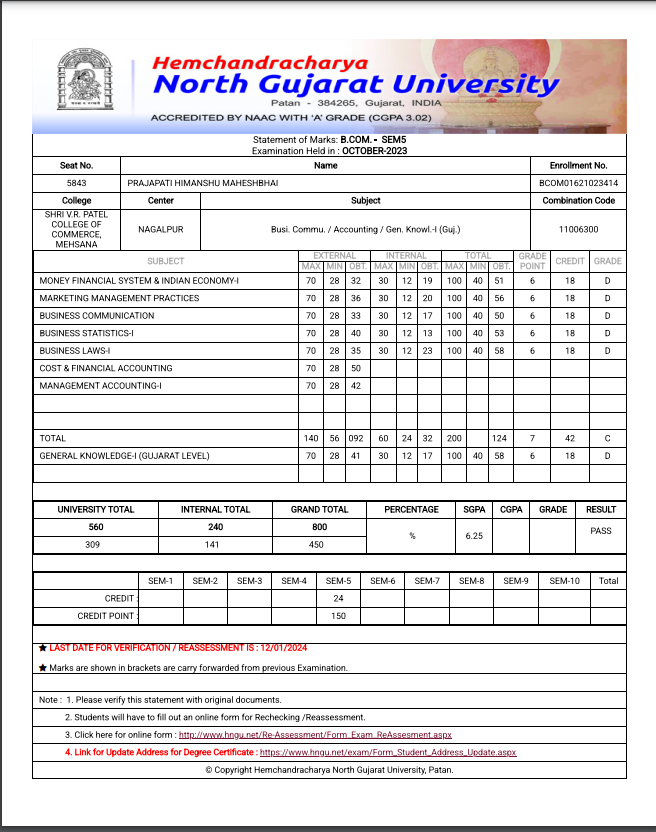 Hemchandracharya
North Gujarat University
Patan - 384265, Gujarat, INDIA
ACCREDITED BY NAAC WITH 'A' GRADE (CGPA 3.02)
Statement of Marks: B.COM. - SEM5
Examination Held in : OCTOBER-2023
Seat No. Name Enrollment No.
5843 PRAJAPATI HIMANSHU MAHESHBHAI BCOM01621023414
College Center Subject Combination Code
SHRI V.R. PATEL
COLLEGE OF
COMMERCE,
MEHSANA
NAGALPUR Busi. Commu. / Accounting / Gen. Knowl.-I (Guj.) 11006300
SUBJECT EXTERNAL INTERNAL TOTAL GRADE POINT CREDIT GRADE
MAX MIN OBT. MAX MIN OBT. MAX MIN OBT.
MONEY FINANCIAL SYSTEM & INDIAN ECONOMY-I 70 28 32 30 12 19 100 40 51 6 18 D
MARKETING MANAGEMENT PRACTICES 70 28 36 30 12 20 100 40 56 6 18 D
BUSINESS COMMUNICATION 70 28 33 30 12 17 100 40 50 6 18 D
BUSINESS STATISTICS-I 70 28 40 30 12 13 100 40 53 6 18 D
BUSINESS LAWS-I 70 28 35 30 12 23 100 40 58 6 18 D
COST & FINANCIAL ACCOUNTING 70 28 50
MANAGEMENT ACCOUNTING-I 70 28 42
TOTAL 140 56 092 60 24 32 200 124 7 42 C
GENERAL KNOWLEDGE-I (GUJARAT LEVEL) 70 28 41 30 12 17 100 40 58 6 18 D
UNIVERSITY TOTAL INTERNAL TOTAL GRAND TOTAL PERCENTAGE SGPA CGPA GRADE RESULT
560 240 800 % 6.25 PASS
309 141 450
SEM-1 SEM-2 SEM-3 SEM-4 SEM-5 SEM-6 SEM-7 SEM-8 SEM-9 SEM-10 Total
CREDIT : 24
CREDIT POINT : 150
★ LAST DATE FOR VERIFICATION / REASSESSMENT IS : 12/01/2024
★ Marks are shown in brackets are carry forwarded from previous Examination.
Note : 1. Please verify this statement with original documents.
2. Students will have to fill out an online form for Rechecking /Reassessment.
3. Click here for online form : http://www.hngu.net/Re-Assessment/Form_Exam_ReAssesment.aspx
4. Link for Update Address for Degree Certificate : https://www.hngu.net/exam/Form_Student_Address_Update.aspx
© Copyright Hemchandracharya North Gujarat University, Patan.